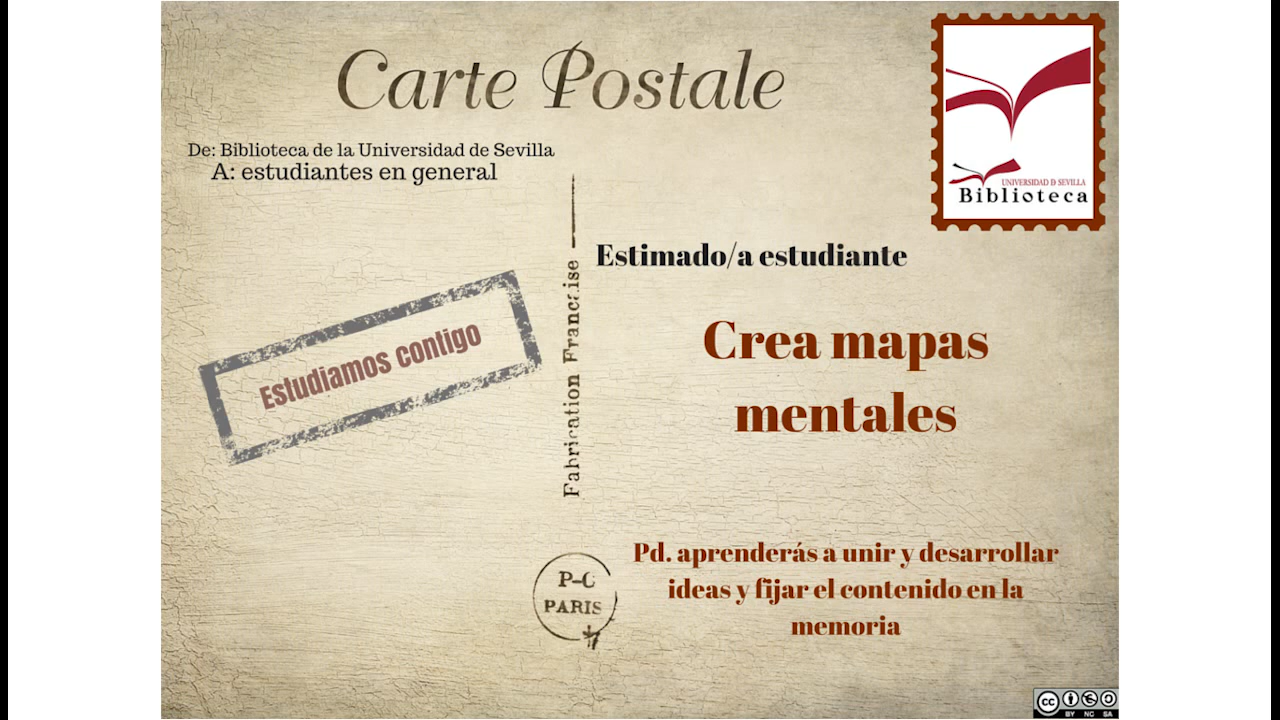 Carte Postale
De: Biblioteca de la Universidad de Sevilla
A: estudiantes en general
UNIVERSIDAD D SEVILLA
Biblioteca
Estimado/a estudiante
Fabrication Française
Estudiamos contigo
Crea mapas
mentales
Pd. aprenderás a unir y desarrollar
ideas y fijar el contenido en la
memoria
P-C
PARIS
CC BY NC SA